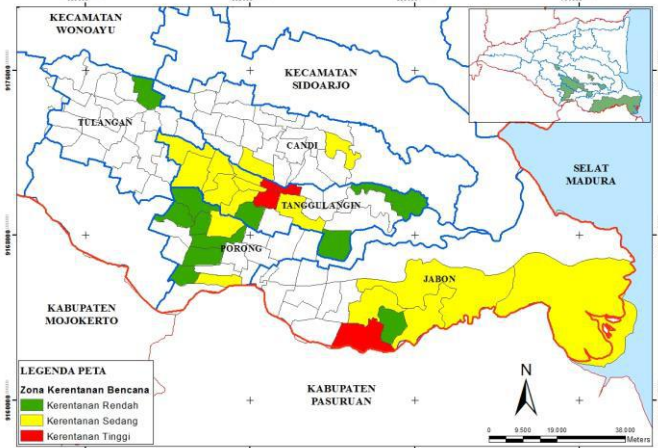 KECAMATAN
WONOAYU
KECAMATAN
SIDOARJO
TULANGAN
CANDI
SELAT
MADURA
TANGGULANGIN
PORONG
JABON
KABUPATEN
MOJOKERTO
KABUPATEN
PASURUAN
LEGENDA PETA
Zona Kerentanan Bencana
Kerentanan Rendah
Kerentanan Sedang
Kerentanan Tinggi
N
0 9.500 19.000 38.000
Meters